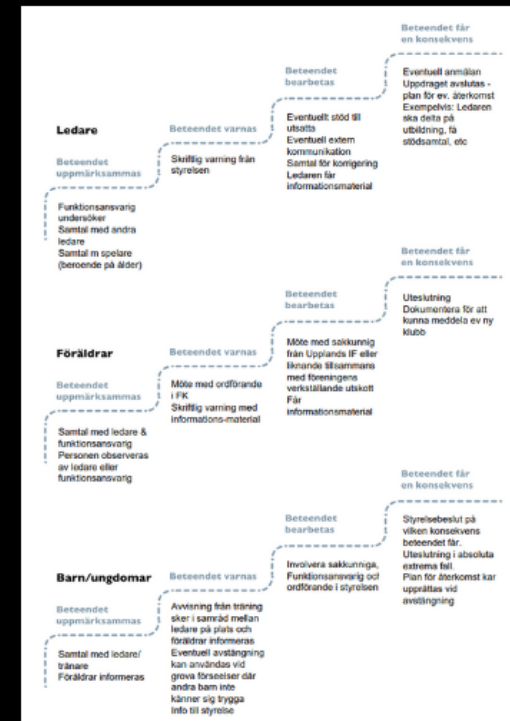 Ledare
Beteendet
uppmärksammas
Funktionsansvarig
undersöker
Samtal med andra
ledare
Samtal m spelare
(beroende på ålder)
Beteendet varnas
Skriftlig varning från
styrelsen
Beteendet
bearbetas
Eventuellt stöd till
utsatta
Eventuell extern
kommunikation
Samtal för korrigering
Ledaren får
informationsmaterial
Beteendet får
en konsekvens
Eventuell anmälan
Uppdraget avslutas -
plan för ev. återkomst
Exempelvis: Ledaren
ska delta på
utbildning, få
stödsamtal, etc
Föräldrar
Beteendet
uppmärksammas
Samtal med ledare &
funktionsansvarig
Personen observeras
av ledare eller
funktionsansvarig
Beteendet varnas
Möte med ordförande
i FK
Skriftlig varning med
informations-material
Beteendet
bearbetas
Möte med sakkunnig
från Upplands IF eller
liknande tillsammans
med föreningens
verkställande utskott
Får
informationsmaterial
Beteendet får
en konsekvens
Uteslutning
Dokumentera för att
kunna meddela ev ny
klubb
Barn/ungdomar
Beteendet
uppmärksammas
Samtal med ledare/
tränare
Föräldrar informeras
Beteendet varnas
Avvisning från träning
sker i samråd mellan
ledare på plats och
föräldrar informeras
Eventuell avstängning
kan användas vid
grova förseelser där
andra barn inte
känner sig trygga
Info till styrelse
Beteendet
bearbetas
Involvera sakkunniga,
Funktionsansvarig och
ordförande i styrelsen
Beteendet får
en konsekvens
Styrelsebeslut på
vilken konsekvens
beteendet får.
Uteslutning i absoluta
extrema fall.
Plan för återkomst kar
upprättas vid
avstängning